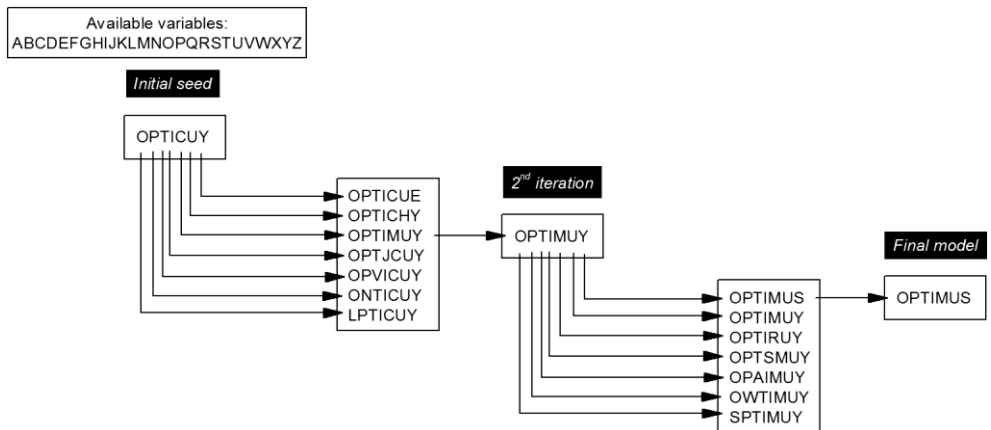 Available variables:
ABCDEFGHIJKLMNOPQRSTUVWXYZ
Initial seed
OPTICUY
OPTICUE
OPTICHY
OPTIMUY
OPTJCUY
OPVICUY
ONTICUY
LPTICUY
2nd iteration
OPTIMUY
OPTIMUS
OPTIMUY
OPTIRUY
OPTSMUY
OPAIMUY
OWTIMUY
SPTIMUY
Final model
OPTIMUS